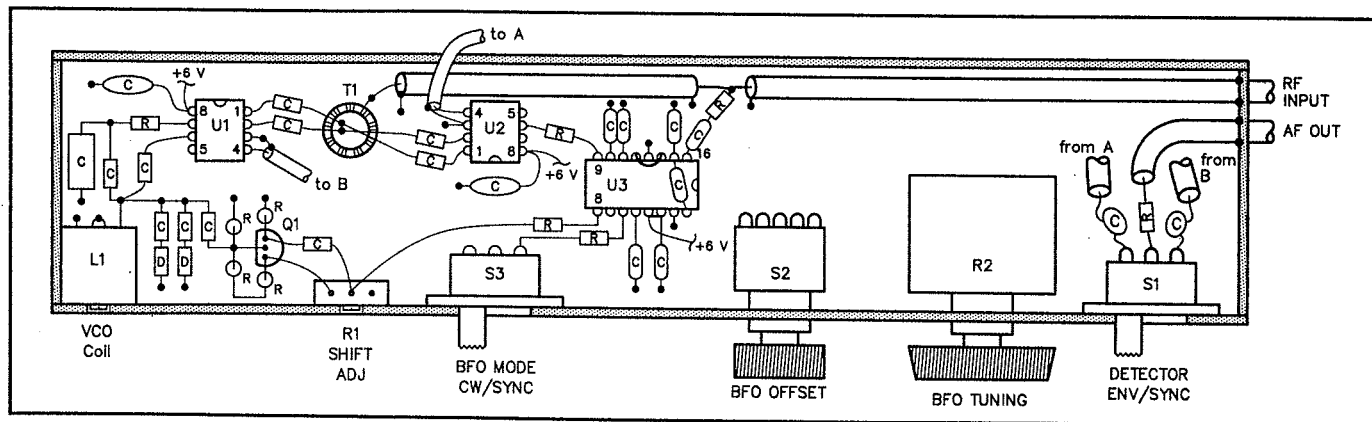 to A
+6 V
C
T1
RF
INPUT
8
1
C
R
4
5
C
R
U1
C
C
U2
R
C
C
C
C
AF OUT
5
4
C
1
8
16
from A
from B
C
C
to B
C
+6 V
9
U3
C
8
C
R
C
R
Q1
R
+6 V
L1
C
C
C
C
R
S3
C
C
S2
R2
S1
D
D
R
R
VCO
Coil
R1
SHIFT
ADJ
BFO MODE
CW/SYNC
BFO OFFSET
BFO TUNING
DETECTOR
ENV/SYNC